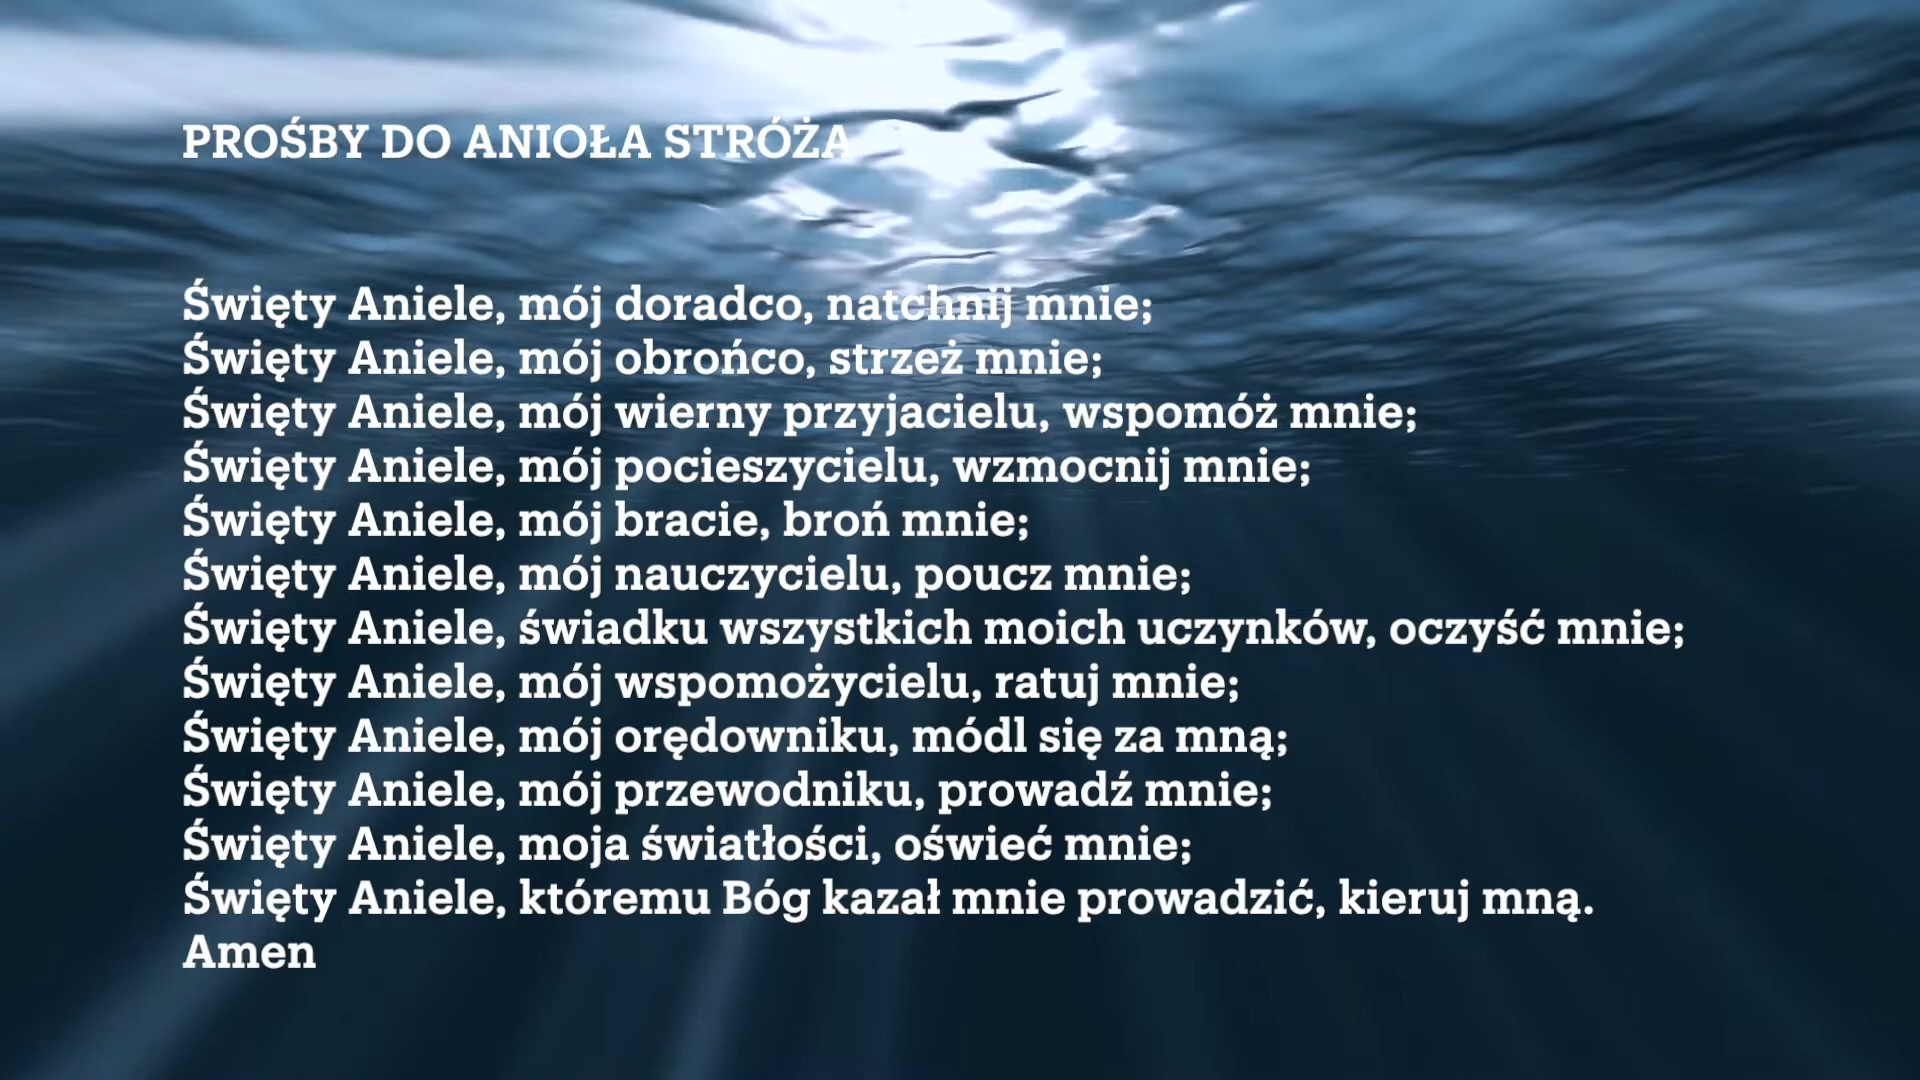 PROŚBY DO ANIOŁA STRÓŻA
Święty Aniele, mój doradco, natchnij mnie;
Święty Aniele, mój obrońco, strzeż mnie;
Święty Aniele, mój wierny przyjacielu, wspomóż mnie;
Święty Aniele, mój pocieszycielu, wzmocnij mnie;
Święty Aniele, mój bracie, broń mnie;
Święty Aniele, mój nauczycielu, poucz mnie;
Święty Aniele, świadku wszystkich moich uczynków, oczyść mnie;
Święty Aniele, mój wspomożycielu, ratuj mnie;
Święty Aniele, mój orędowniku, módl się za mną;
Święty Aniele, mój przewodniku, prowadź mnie;
Święty Aniele, moja światłości, oświeć mnie;
Święty Aniele, któremu Bóg kazał mnie prowadzić, kieruj mną.
Amen